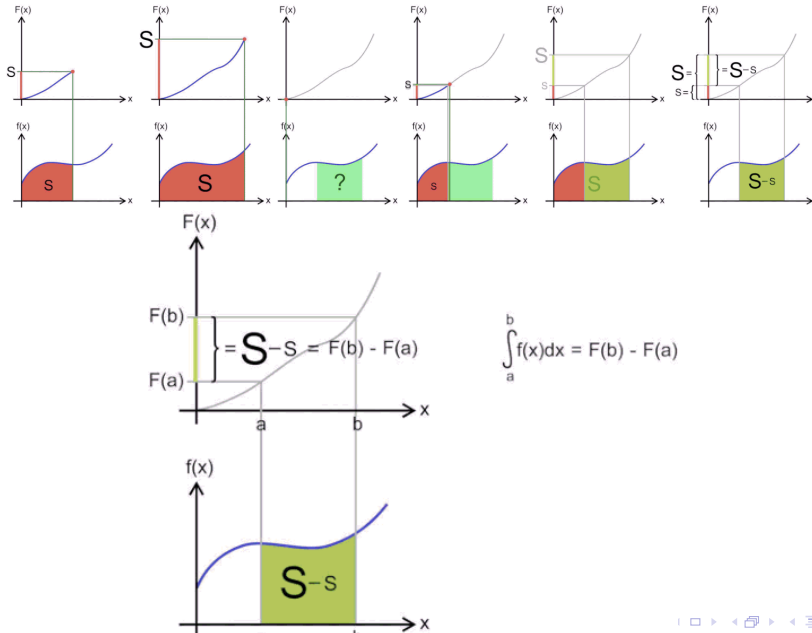 F(x) F(x) F(x) F(x) F(x) F(x)
S S s S s S = = S-s s =
x x x x x x
f(x) f(x) f(x) f(x) f(x) f(x)
s S ? s S S-s
x x x x x x
F(x)
F(b)
= S-s = F(b) - F(a)
F(a)
x
a b
b
∫f(x)dx = F(b) - F(a)
a
f(x)
S-s
x